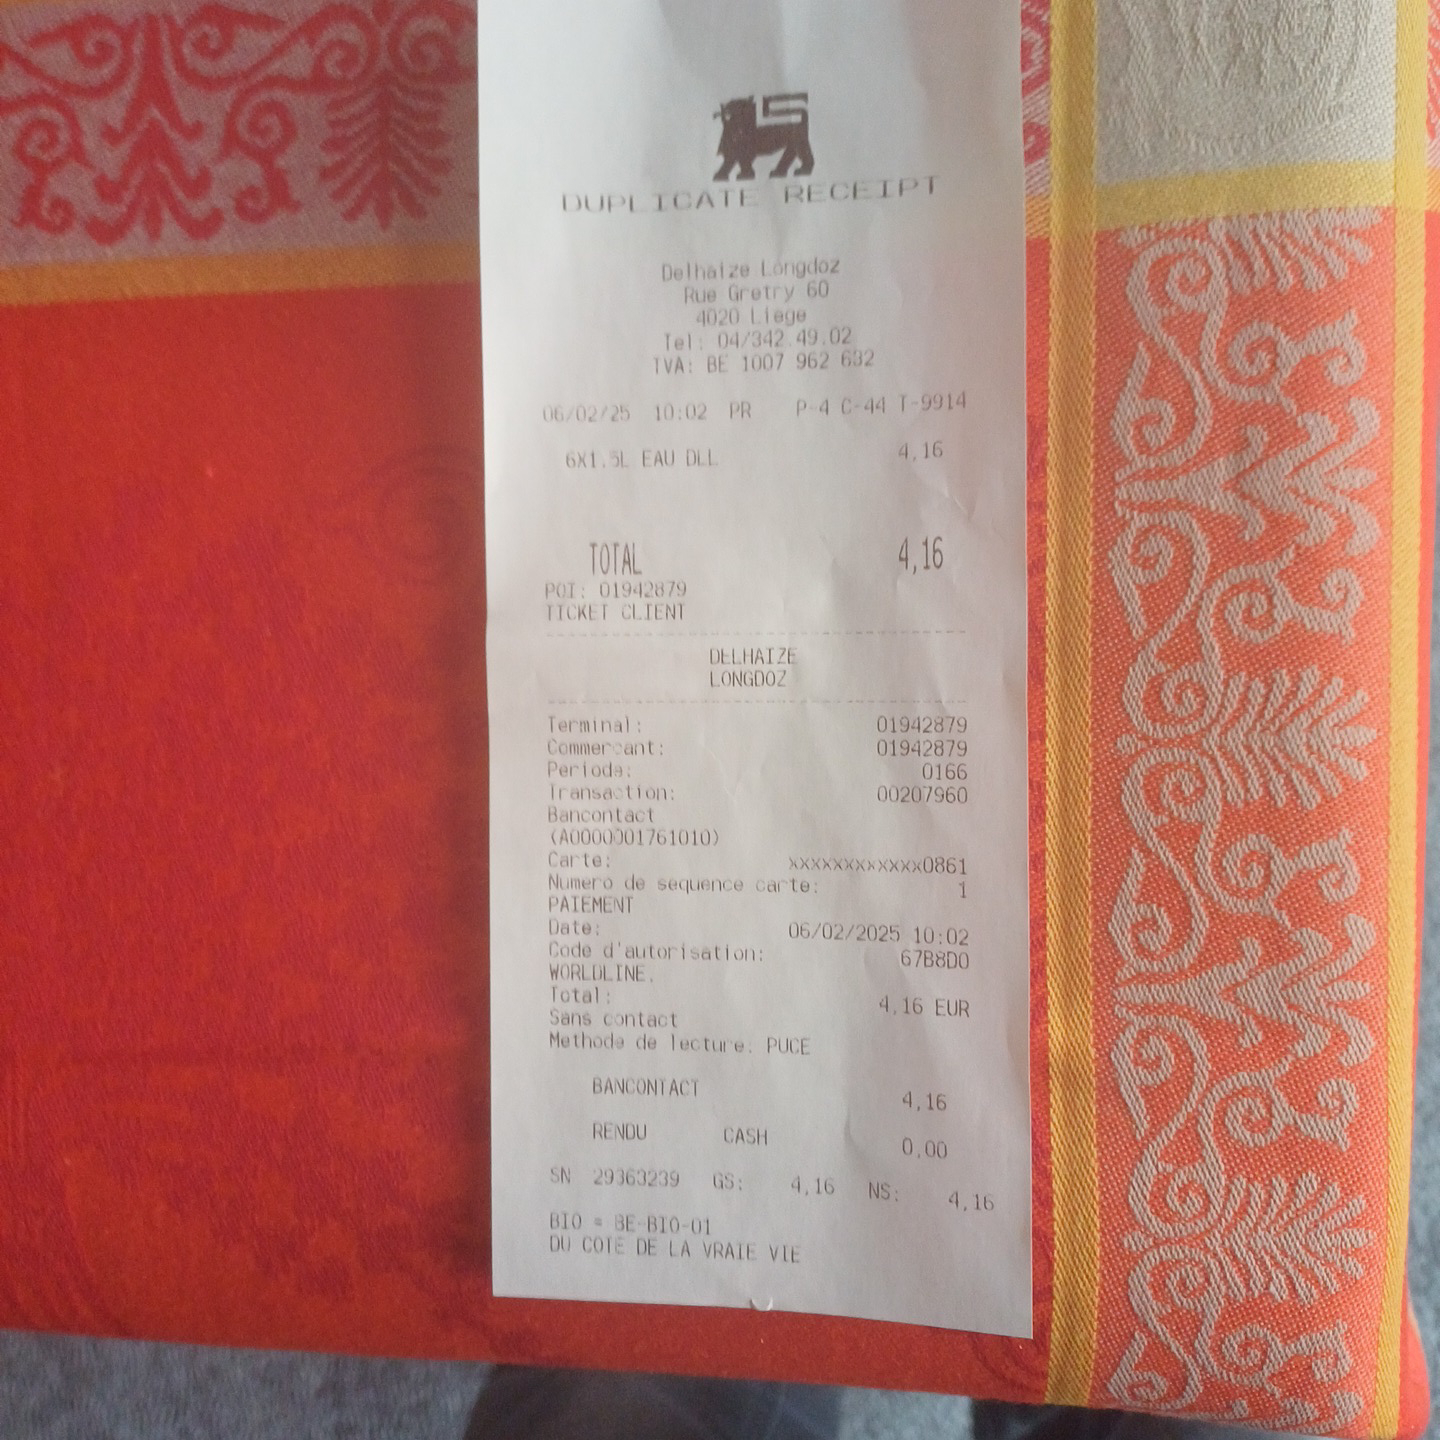 DUPLICATE RECEIPT
Delhaize Longdoz
Rue Gretry 60
4020 Liege
Tel: 04/342.49.02
TVA: BE 1007 962 632
06/02/25 10:02 PR P-4 C-44 T-9914
6X1.5L EAU DLL 4,16
TOTAL 4,16
POI: 01942879
TICKET CLIENT
DELHAIZE
LONGDOZ
Terminal: 01942879
Commercant: 01942879
Periode: 0166
Transaction: 00207960
Bancontact
(A0000001761010)
Carte: xxxxxxxxxxxx0861
Numero de sequence carte: 1
PAIEMENT
Date: 06/02/2025 10:02
Code d'autorisation: 67B8D0
WORLDLINE.
Total: 4,16 EUR
Sans contact
Methode de lecture: PUCE
BANCONTACT 4,16
RENDU CASH 0,00
SN 29363239 GS: 4,16 NS: 4,16
BIO = BE-BIO-01
DU COTE DE LA VRAIE VIE